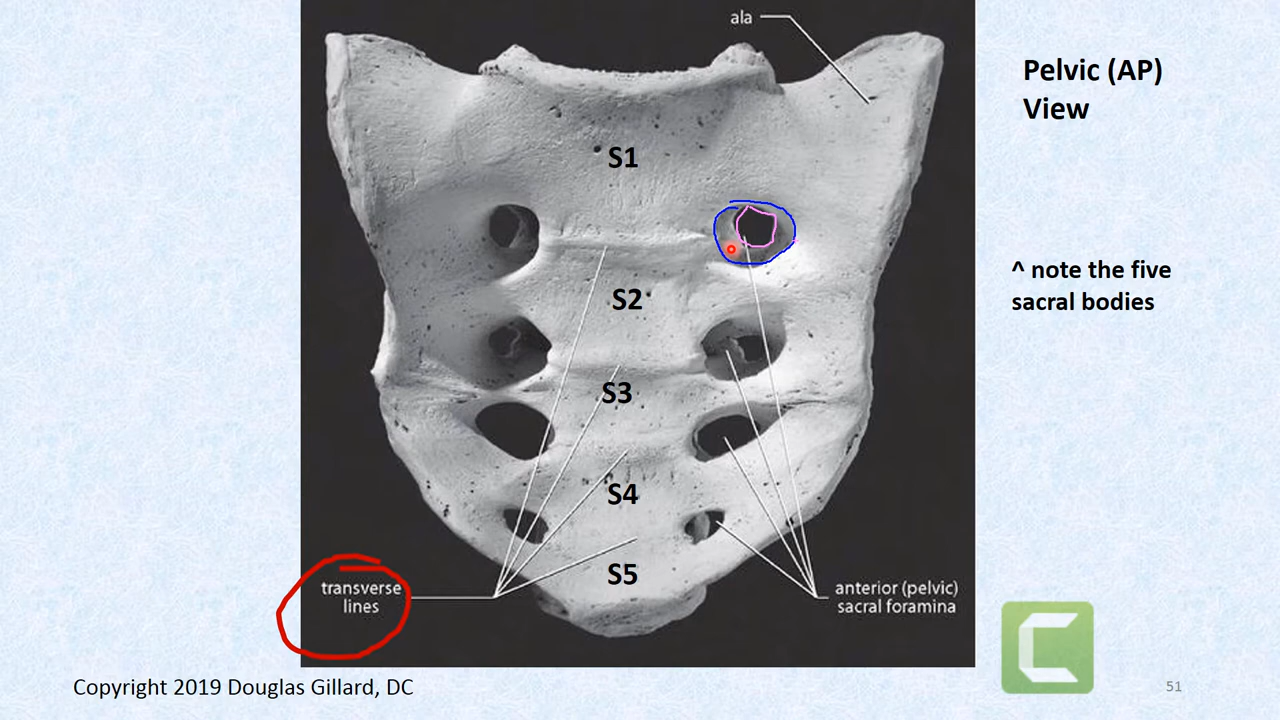 ala
Pelvic (AP)
View
S1
^ note the five
sacral bodies
S2
S3
S4
S5
transverse
lines
anterior (pelvic)
sacral foramina
Copyright 2019 Douglas Gillard, DC
51